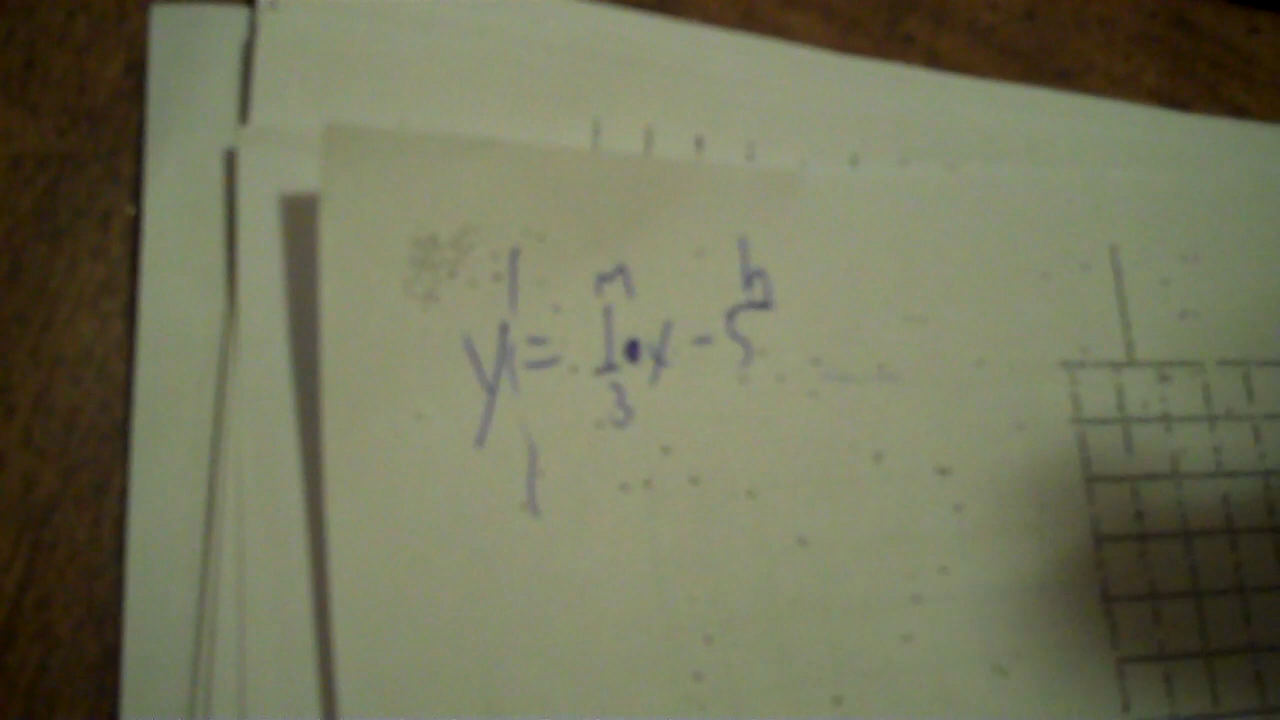 m b
y = 1/3 • x - 5